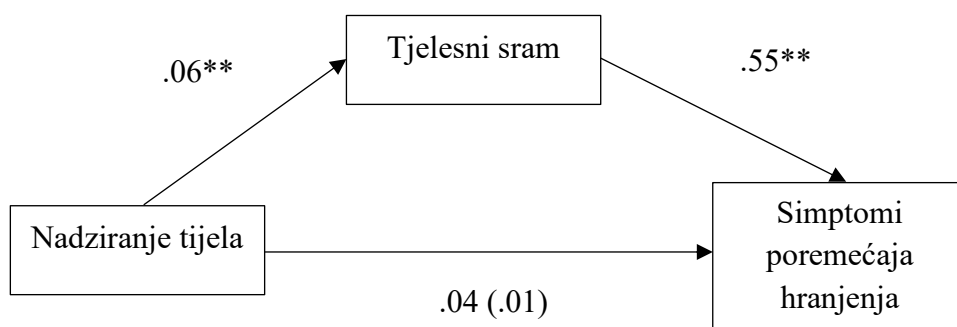 Tjelesni sram
.06**
.55**
Nadziranje tijela
Simptomi
poremećaja
hranjenja
.04 (.01)